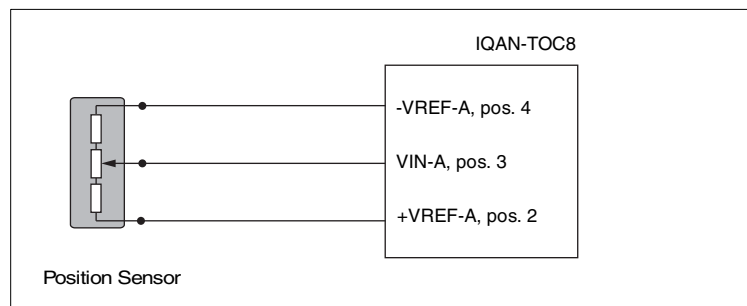 IQAN-TOC8
-VREF-A, pos. 4
VIN-A, pos. 3
+VREF-A, pos. 2
Position Sensor